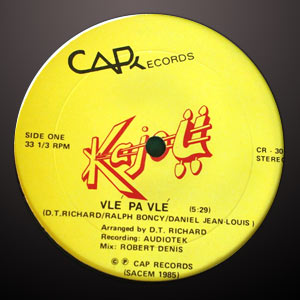 CAP RECORDS
SIDE ONE
33 1/3 RPM
CR - 30
STEREO
Kajou
VLE PA VLE (5:29)
(D.T.RICHARD/RALPH BONCY/DANIEL JEAN-LOUIS)
Arranged by D.T. RICHARD
Recording: AUDIOTEK
Mix: ROBERT DENIS
© ℗ CAP RECORDS
(SACEM 1985)